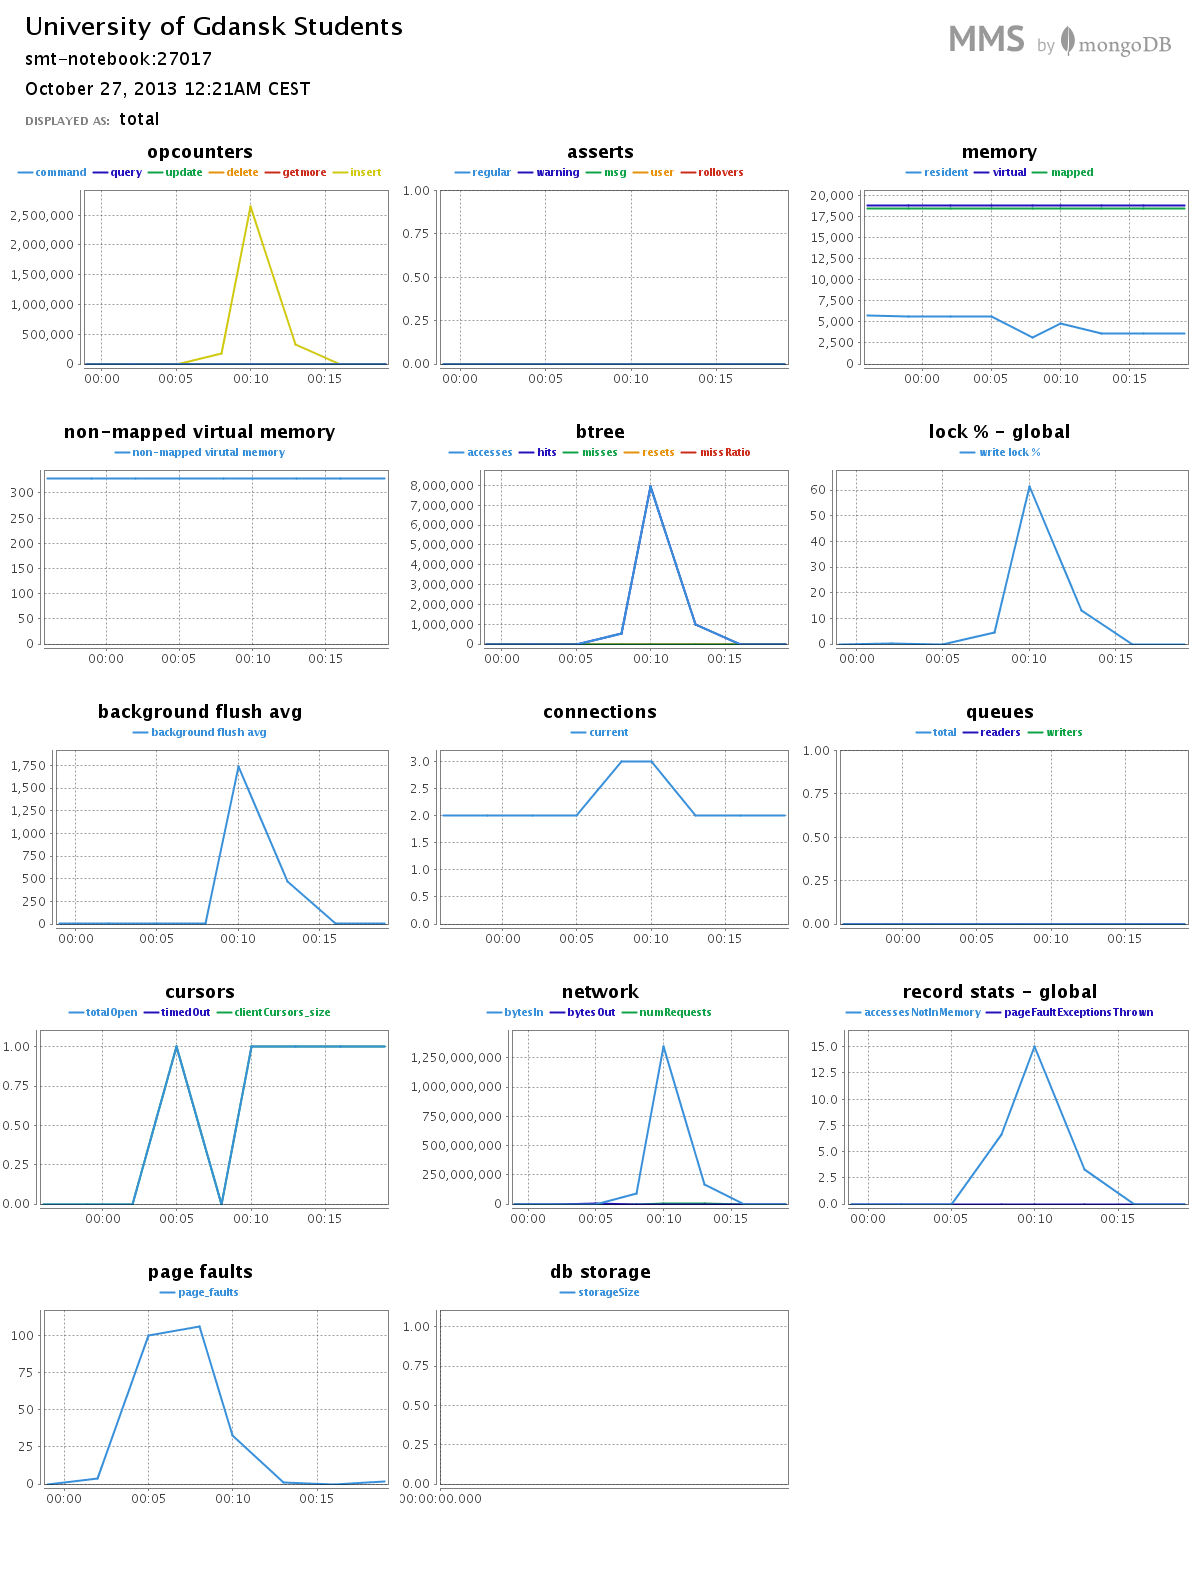 University of Gdansk Students
smt-notebook:27017
October 27, 2013 12:21AM CEST
DISPLAYED AS: total
MMS by mongoDB
opcounters
command query update delete getmore insert
2,500,000
2,000,000
1,500,000
1,000,000
500,000
0
00:00 00:05 00:10 00:15
asserts
regular warning msg user rollovers
1.00
0.75
0.50
0.25
0.00
00:00 00:05 00:10 00:15
memory
resident virtual mapped
20,000
17,500
15,000
12,500
10,000
7,500
5,000
2,500
0
00:00 00:05 00:10 00:15
non-mapped virtual memory
non-mapped virutal memory
300
250
200
150
100
50
0
00:00 00:05 00:10 00:15
btree
accesses hits misses resets missRatio
8,000,000
7,000,000
6,000,000
5,000,000
4,000,000
3,000,000
2,000,000
1,000,000
0
00:00 00:05 00:10 00:15
lock % - global
write lock %
60
50
40
30
20
10
0
00:00 00:05 00:10 00:15
background flush avg
background flush avg
1,750
1,500
1,250
1,000
750
500
250
0
00:00 00:05 00:10 00:15
connections
current
3.0
2.5
2.0
1.5
1.0
0.5
0.0
00:00 00:05 00:10 00:15
queues
total readers writers
1.00
0.75
0.50
0.25
0.00
00:00 00:05 00:10 00:15
cursors
totalOpen timedOut clientCursors_size
1.00
0.75
0.50
0.25
0.00
00:00 00:05 00:10 00:15
network
bytesIn bytesOut numRequests
1,250,000,000
1,000,000,000
750,000,000
500,000,000
250,000,000
0
00:00 00:05 00:10 00:15
record stats - global
accessesNotInMemory pageFaultExceptionsThrown
15.0
12.5
10.0
7.5
5.0
2.5
0.0
00:00 00:05 00:10 00:15
page faults
page_faults
100
75
50
25
0
00:00 00:05 00:10 00:15
db storage
storageSize
1.00
0.75
0.50
0.25
0.00
00:00:00.000